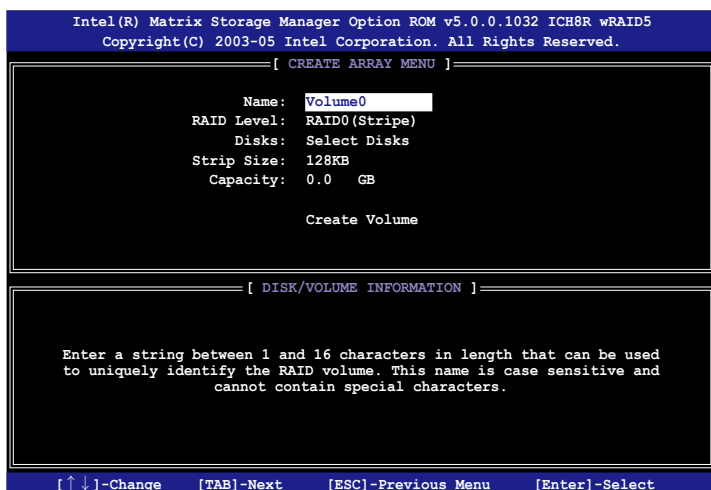 Intel(R) Matrix Storage Manager Option ROM v5.0.0.1032 ICH8R wRAID5
Copyright(C) 2003-05 Intel Corporation. All Rights Reserved.
[ CREATE ARRAY MENU ]
Name: Volume0
RAID Level: RAID0(Stripe)
Disks: Select Disks
Strip Size: 128KB
Capacity: 0.0 GB
Create Volume
[ DISK/VOLUME INFORMATION ]
Enter a string between 1 and 16 characters in length that can be used
to uniquely identify the RAID volume. This name is case sensitive and
cannot contain special characters.
[↑↓]-Change [TAB]-Next [ESC]-Previous Menu [Enter]-Select